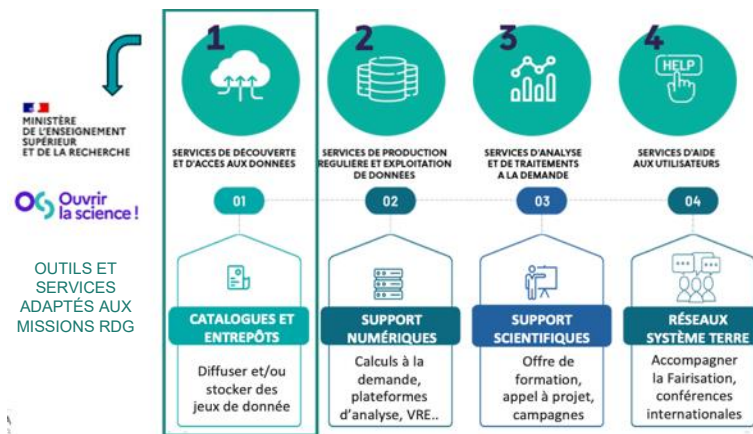 1
2
3
4
HELP
MINISTÈRE
DE L'ENSEIGNEMENT
SUPÉRIEUR
ET DE LA RECHERCHE
Ouvrir
la science !
OUTILS ET
SERVICES
ADAPTÉS AUX
MISSIONS RDG
SERVICES DE DÉCOUVERTE
ET D'ACCÈS AUX DONNÉES
01
CATALOGUES ET
ENTREPÔTS
Diffuser et/ou
stocker des
jeux de donnée
SERVICES DE PRODUCTION
REGULIÈRE ET EXPLOITATION
DE DONNÉES
02
SUPPORT
NUMÉRIQUES
Calculs à la
demande,
plateformes
d'analyse, VRE..
SERVICES D'ANALYSE
ET DE TRAITEMENTS
A LA DEMANDE
03
SUPPORT
SCIENTIFIQUES
Offre de
formation,
appel à projet,
campagnes
SERVICES D'AIDE
AUX UTILISATEURS
04
RÉSEAUX
SYSTÈME TERRE
Accompagner
la Fairisation,
conférences
internationales